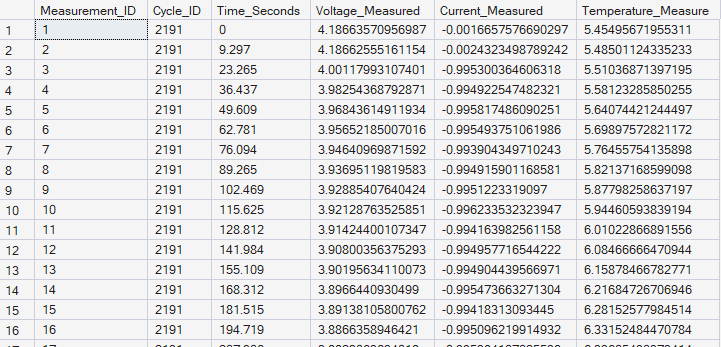 Measurement_ID Cycle_ID Time_Seconds Voltage_Measured Current_Measured Temperature_Measure
1 1 2191 0 4.18663570956987 -0.0016657576690297 5.45495671955311
2 2 2191 9.297 4.18662555161154 -0.0024323498789242 5.48501124335233
3 3 2191 23.265 4.00117993107401 -0.995300364606318 5.51036871397195
4 4 2191 36.437 3.98254368792871 -0.994922547482321 5.58123285850255
5 5 2191 49.609 3.96843614911934 -0.995817486090251 5.64074421244497
6 6 2191 62.781 3.95652185007016 -0.995493751061986 5.69897572821172
7 7 2191 76.094 3.94640969871592 -0.993904349710243 5.76455754135898
8 8 2191 89.265 3.93695119819583 -0.994915901168581 5.82137168599098
9 9 2191 102.469 3.92885407640424 -0.9951223319097 5.87798258637197
10 10 2191 115.625 3.92128763525851 -0.996233532323947 5.94460593839194
11 11 2191 128.812 3.91424400107347 -0.994163982561158 6.01022866891556
12 12 2191 141.984 3.90800356375293 -0.994957716544222 6.08466666470944
13 13 2191 155.109 3.90195634110073 -0.994904439566971 6.15878466782771
14 14 2191 168.312 3.8966440930499 -0.995473663271304 6.21684726706946
15 15 2191 181.515 3.89138105800762 -0.99418313093445 6.28152577984514
16 16 2191 194.719 3.8866358946421 -0.995096219914932 6.33152484470784